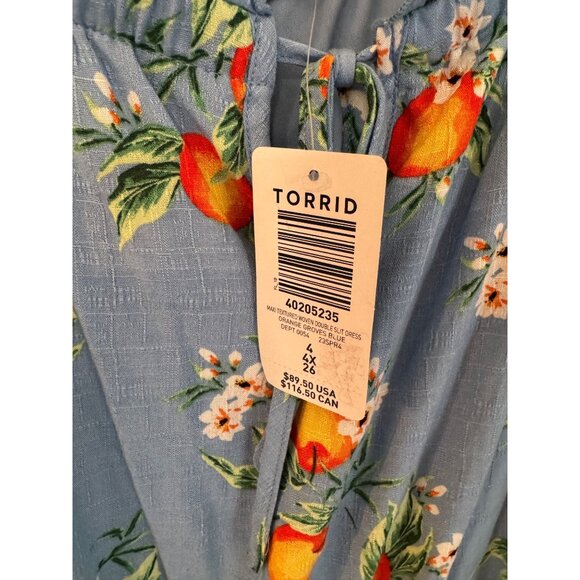 TORRID
40205235
MAXI TEXTURED WOVEN DOUBLE SLIT DRESS
ORANGE GROVES BLUE
DEPT 0054 23SPR4
4
4X
26
$89.50 USA
$116.50 CAN